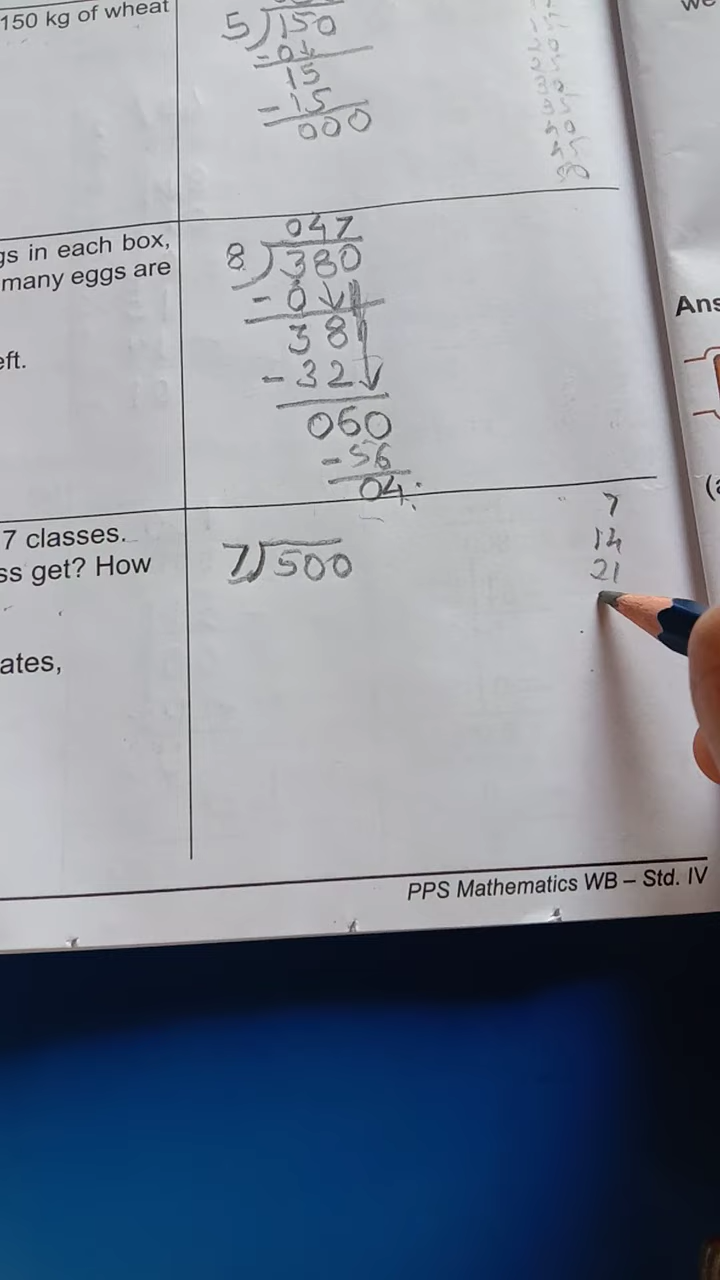 150 kg of wheat
5)150
-0↓
15
-15
000
we
gs in each box,
many eggs are
eft.
047
8)380
-0↓
38
-32↓
060
-56
04
Ans
7 classes.
ss get? How
ates,
7)500
7
14
21
(a
PPS Mathematics WB – Std. IV